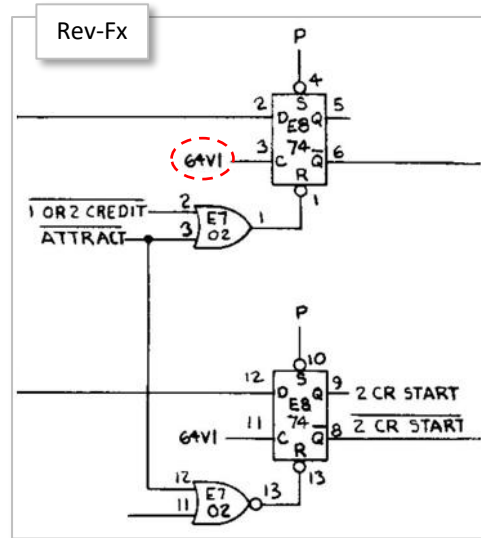 Rev-Fx
P
4
S
2 D E8 Q 5
74
64V1 3 C Q̅ 6
R
1
1 OR 2 CREDIT 2
E7 1
ATTRACT 3 02
P
10
S
12 D Q 9 2 CR START
E8
74
64V1 11 C Q̅ 8 2 CR START
R
13
12
E7 13
11 02